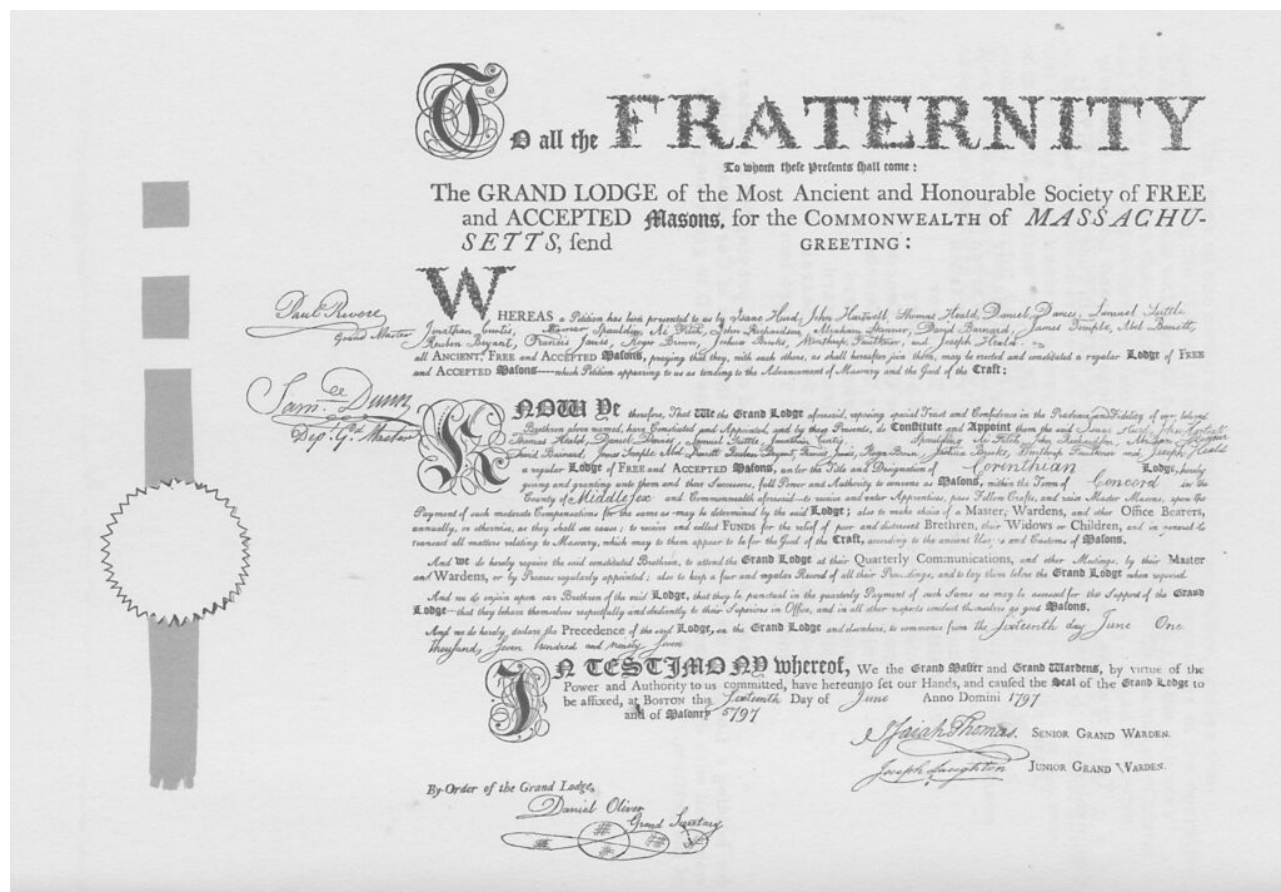 To all the FRATERNITY
To whom these Presents shall come:
The GRAND LODGE of the Most Ancient and Honourable Society of FREE
and ACCEPTED Masons, for the COMMONWEALTH of MASSACHU-
SETTS, send GREETING:
Paul Revere
Grand Master
WHEREAS a Petition has been presented to us by Isaac Hurd, John Hartwell, Thomas Heald, Daniel Davis, Samuel
Jonathan Curtis, Spaulding, John Richardson, Abraham Skinner, David Barnard, James Temple, Abel Barrett,
Reuben Bryant, Francis Jarvis, Roger Brown, Joshua Brooks, Winthrop Faulkner, and Joseph Heald
all ANCIENT, FREE and ACCEPTED Masons, praying that they, with such others, as shall hereafter join them, may be erected and constituted a regular Lodge of FREE
and ACCEPTED Masons—which Petition appearing to us as tending to the Advancement of Masonry and the Good of the Craft:
Sam. Dunn
Dep. Gd. Master
KNOW YE therefore, That WE the Grand Lodge aforesaid, reposing special Trust and Confidence in the Prudence and Fidelity of our beloved
Brethren above named, have Constituted and Appointed, and by these Presents, do Constitute and Appoint them the said Isaac Hurd, John Hartwell
Thomas Heald, Daniel Davis, Samuel Jonathan Curtis Spaulding John Richardson, Abraham Skinner
David Barnard, James Temple Abel Barrett Reuben Bryant, Francis Jarvis, Roger Brown, Joshua Brooks, Winthrop Faulkner and Joseph Heald
a regular Lodge of FREE and ACCEPTED Masons, under the Title and Designation of Corinthian Lodge, hereby
giving and granting unto them and their Successors, full Power and Authority to convene as Masons, within the Town of Concord in the
County of Middlesex and Commonwealth aforesaid—to receive and enter Apprentices, pass Fellow Crafts, and raise Master Masons, upon the
Payment of such moderate Compensations for the same as may be determined by the said Lodge; also to make choice of a Master, Wardens, and other Office Bearers,
annually, or otherwise, as they shall see cause; to receive and collect FUNDS for the relief of poor and distressed Brethren, their Widows or Children, and in general to
transact all matters relating to Masonry, which may to them appear to be for the Good of the Craft, according to the ancient Usages and Customs of Masons.
And WE do hereby require the said constituted Brethren, to attend the Grand Lodge at their Quarterly Communications, and other Meetings, by their Master
and Wardens, or by Proxies regularly appointed; also to keep a fair and regular Record of all their Proceedings, and to lay them before the Grand Lodge when required.
And we do enjoin upon our Brethren of the said Lodge, that they be punctual in the quarterly Payment of such Sums as may be assessed for the Support of the Grand
Lodge—that they behave themselves respectfully and obediently to their Superiors in Office, and in all other respects conduct themselves as good Masons.
And we do hereby declare the Precedence of the said Lodge, in the Grand Lodge and elsewhere, to commence from the Sixteenth day June One
thousand, Seven hundred and ninety Seven
IN TESTIMONY whereof, We the Grand Master and Grand Wardens, by virtue of the
Power and Authority to us committed, have hereunto set our Hands, and caused the Seal of the Grand Lodge to
be affixed, at BOSTON this Sixteenth Day of June Anno Domini 1797
and of Masonry 5797
Isaiah Thomas. SENIOR GRAND WARDEN.
Joseph Laughton JUNIOR GRAND WARDEN.
By Order of the Grand Lodge,
Daniel Oliver
Grand Secretary